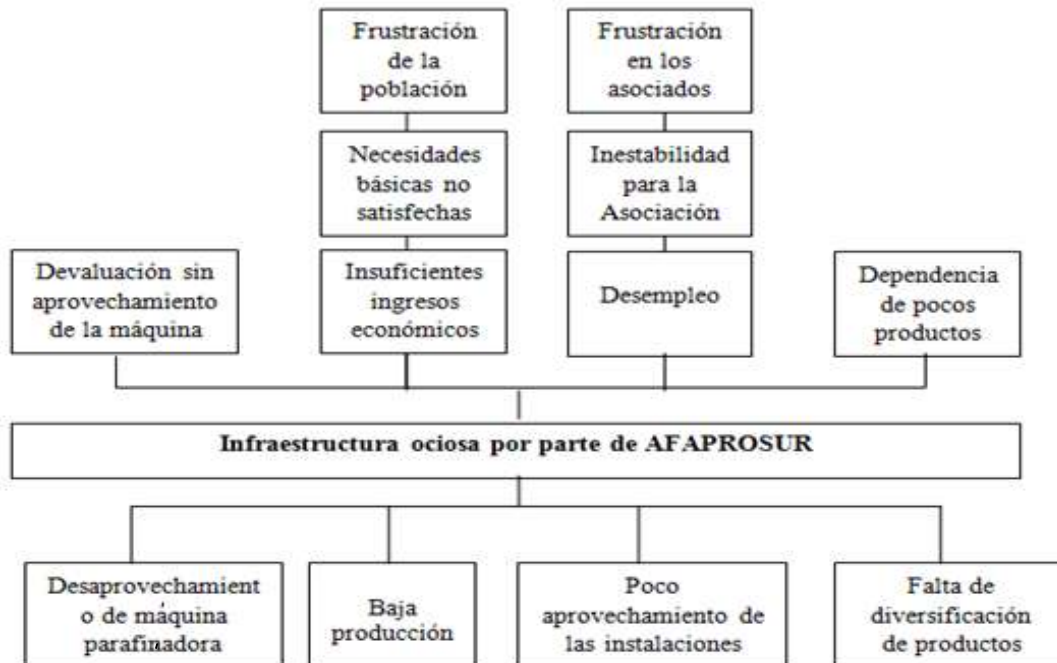 Frustración
de la
población
Frustración
en los
asociados
Necesidades
básicas no
satisfechas
Inestabilidad
para la
Asociación
Devaluación sin
aprovechamiento
de la máquina
Insuficientes
ingresos
económicos
Desempleo
Dependencia
de pocos
productos
Infraestructura ociosa por parte de AFAPROSUR
Desaprovechamient
o de máquina
parafinadora
Baja
producción
Poco
aprovechamiento de
las instalaciones
Falta de
diversificación
de productos